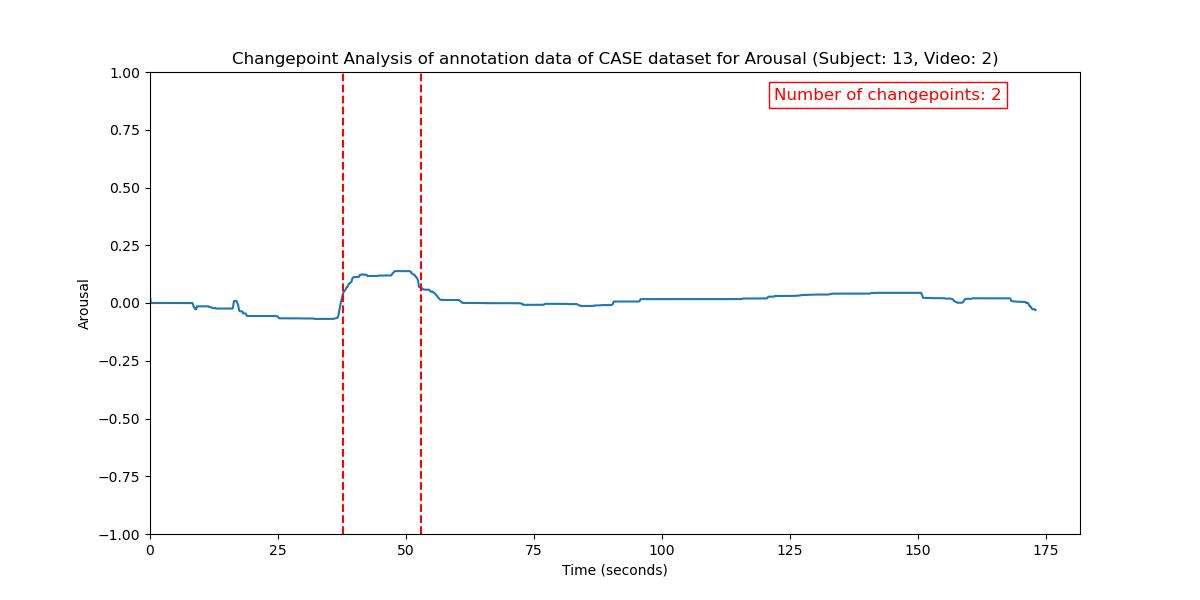 Changepoint Analysis of annotation data of CASE dataset for Arousal (Subject: 13, Video: 2)
Number of changepoints: 2
1.00
0.75
0.50
0.25
0.00
−0.25
−0.50
−0.75
−1.00
Arousal
0 25 50 75 100 125 150 175
Time (seconds)